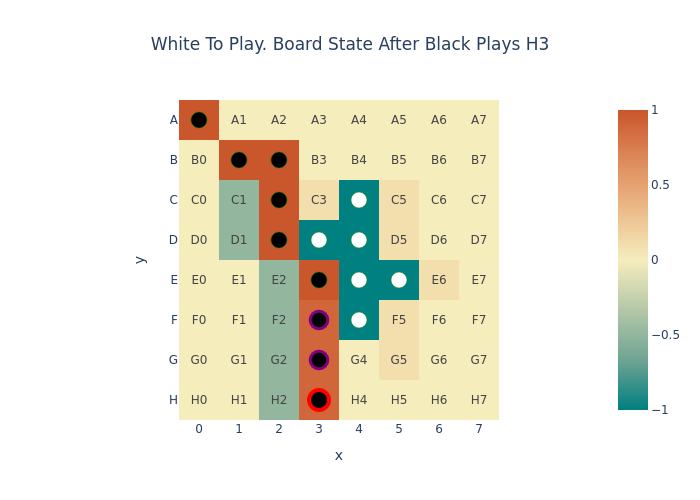 White To Play. Board State After Black Plays H3
A A1 A2 A3 A4 A5 A6 A7 1
B B0 B3 B4 B5 B6 B7
C C0 C1 C3 C5 C6 C7 0.5
D D0 D1 D5 D6 D7
y 0
E E0 E1 E2 E6 E7
F F0 F1 F2 F5 F6 F7 −0.5
G G0 G1 G2 G4 G5 G6 G7
H H0 H1 H2 H4 H5 H6 H7 −1
0 1 2 3 4 5 6 7
x